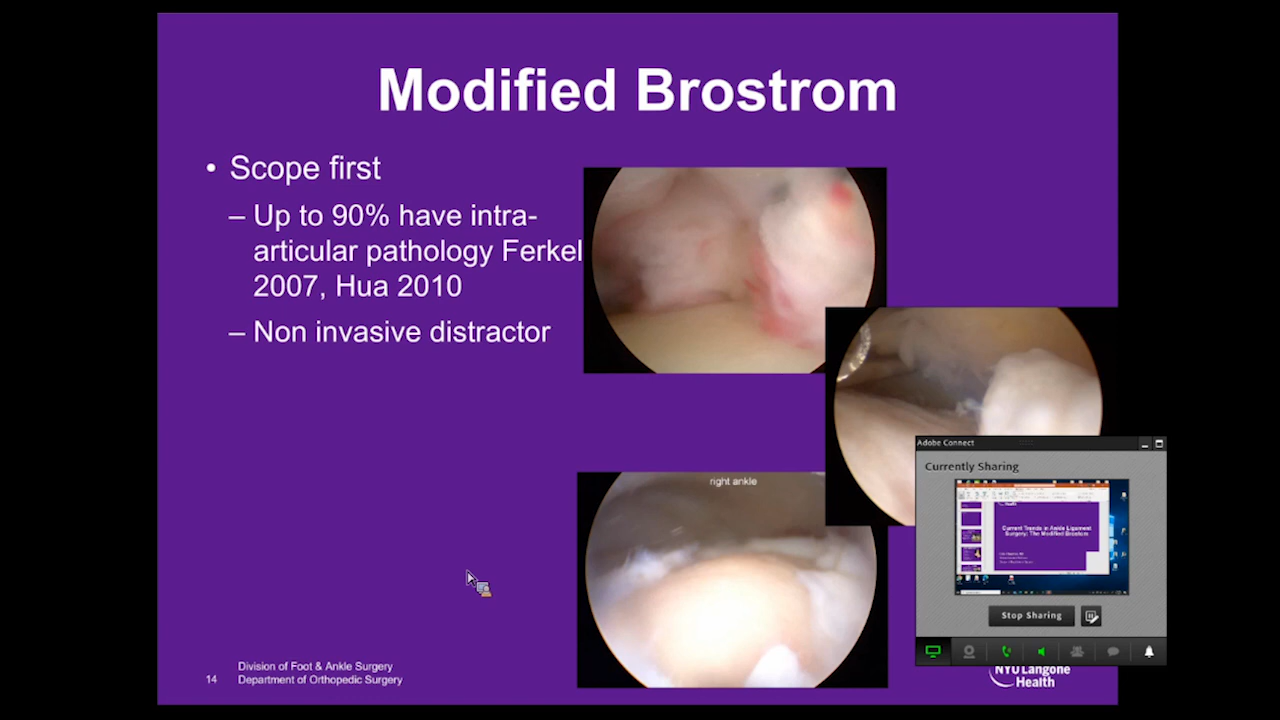 Modified Brostrom
• Scope first
– Up to 90% have intra-
articular pathology Ferkel
2007, Hua 2010
– Non invasive distractor
right ankle
Adobe Connect
Currently Sharing
Current Trends in Ankle Ligament
Surgery: The Modified Brostrom
Stop Sharing
14
Division of Foot & Ankle Surgery
Department of Orthopedic Surgery
NYU Langone
Health